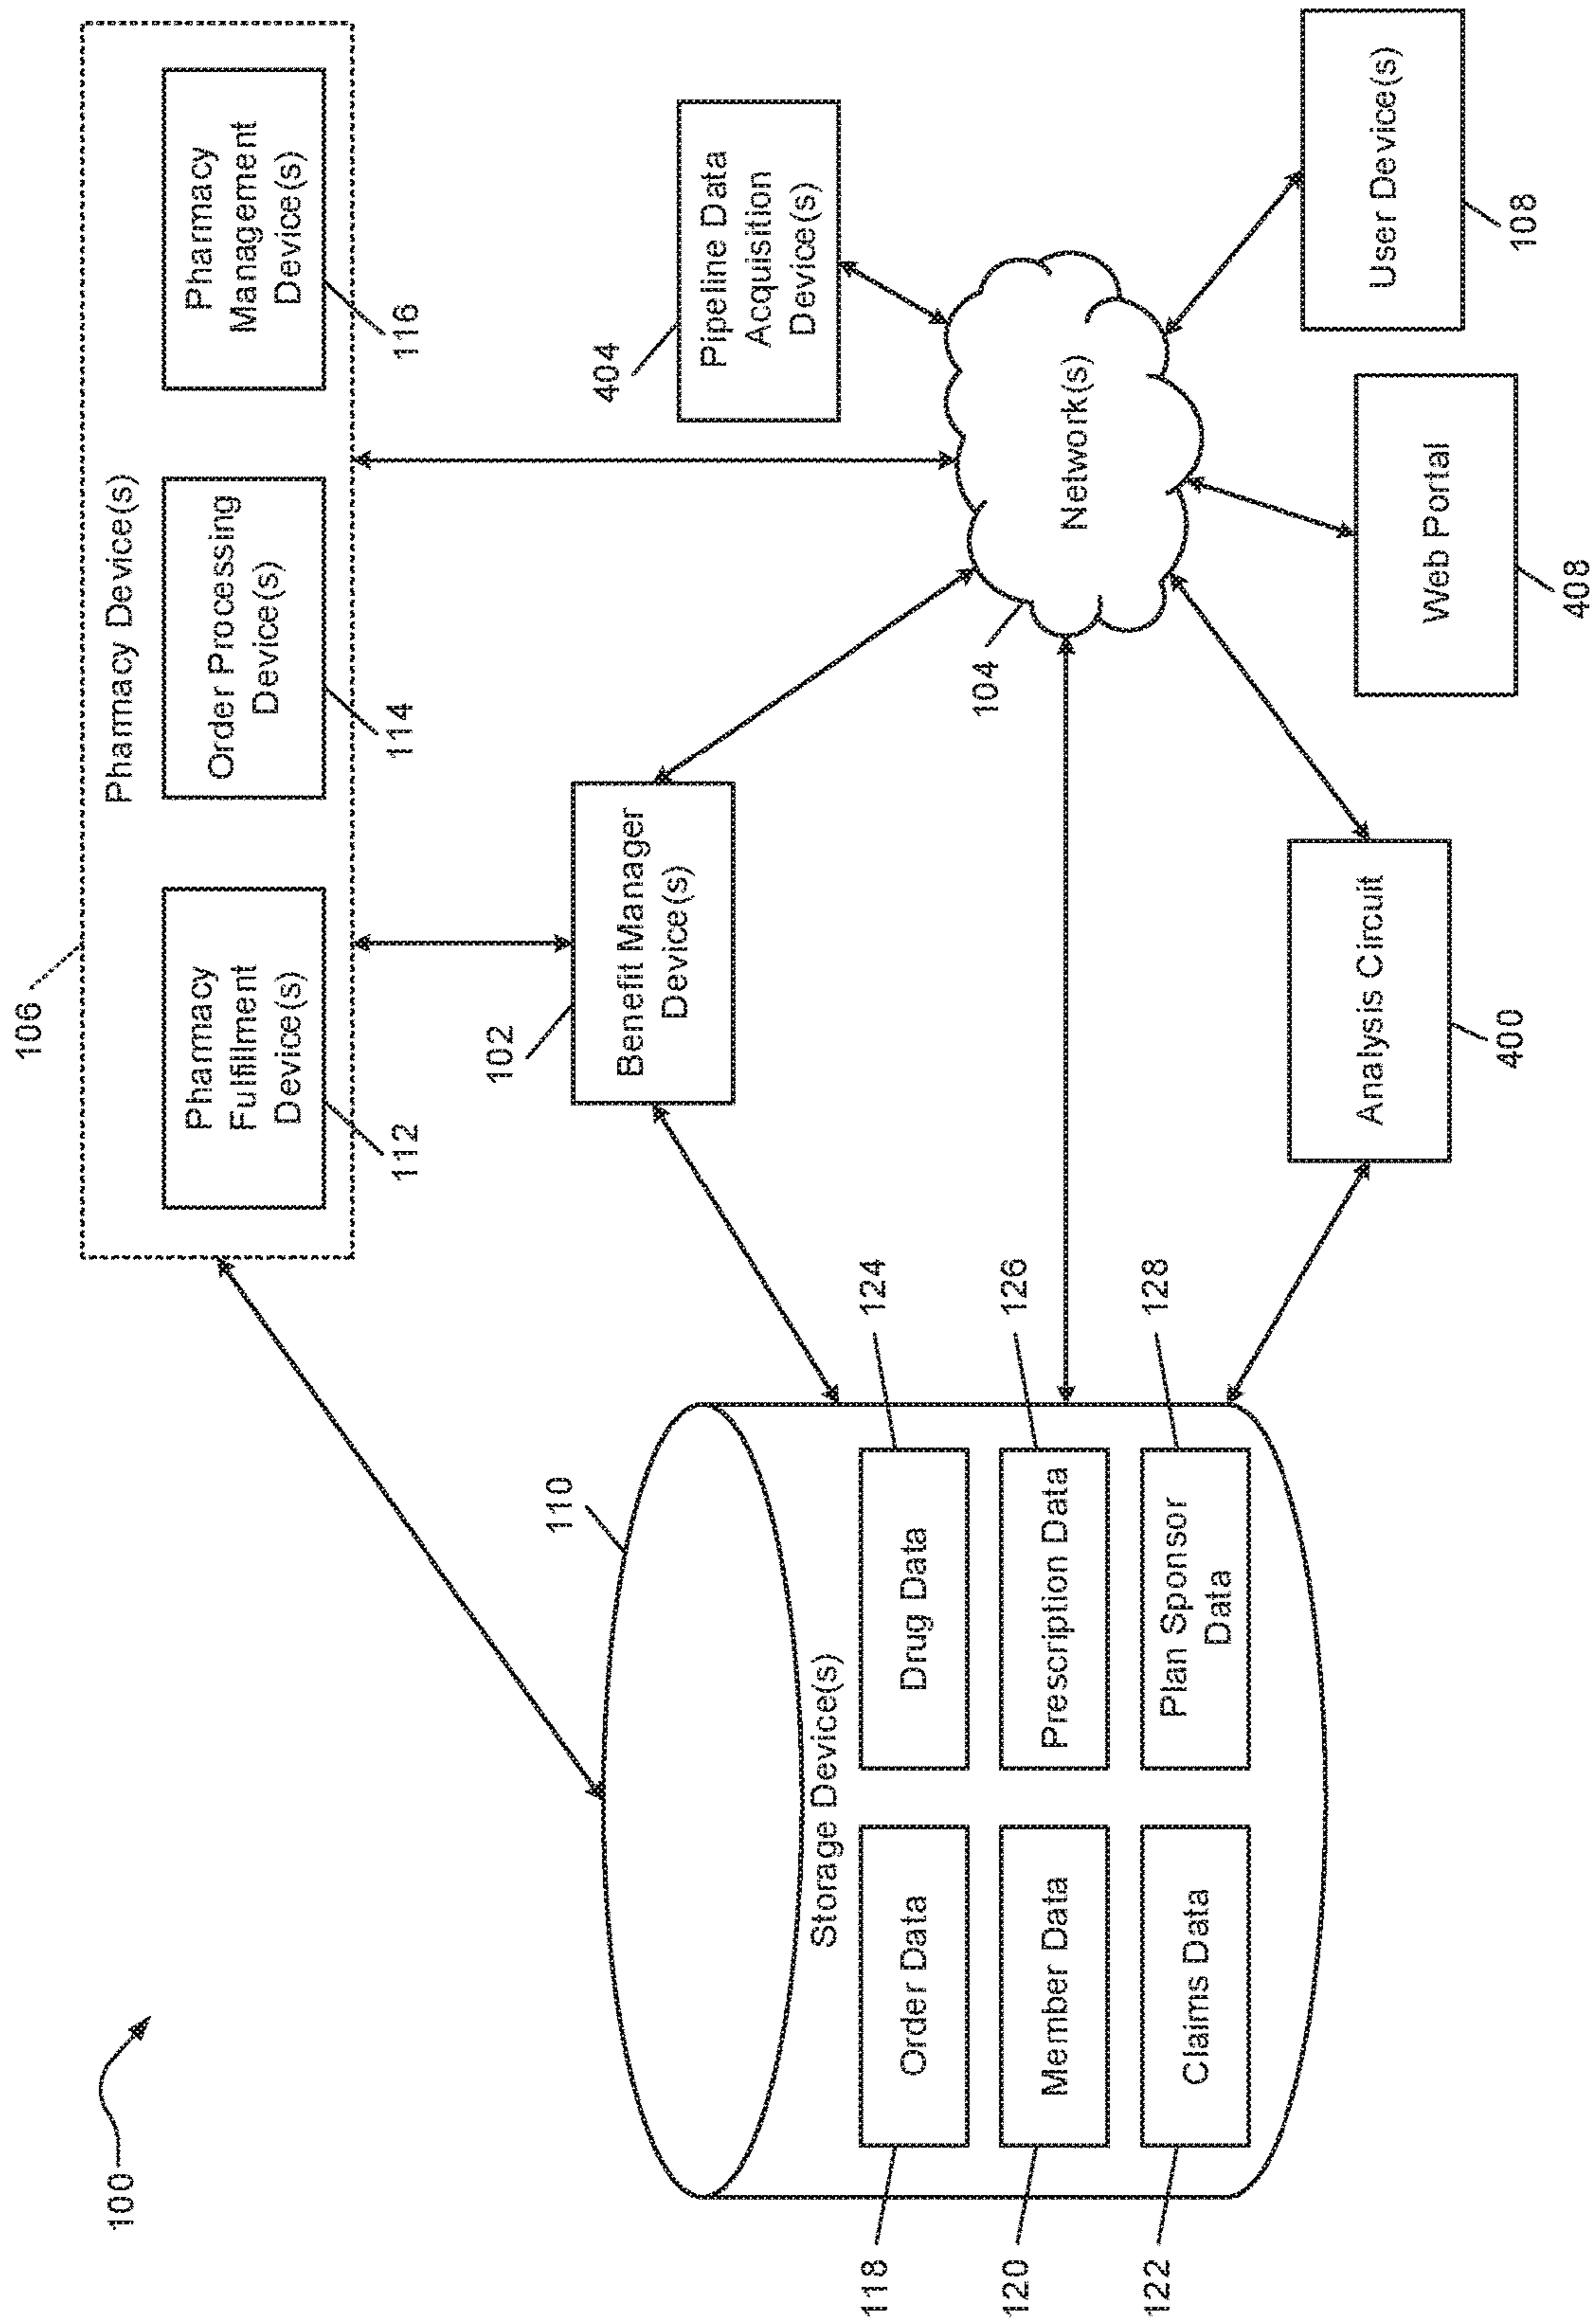 100
106
Pharmacy Device(s)
Pharmacy
Fulfillment
Device(s)
112
Order Processing
Device(s)
114
Pharmacy
Management
Device(s)
116
102
Benefit Manager
Device(s)
404
Pipeline Data
Acquisition
Device(s)
110
Storage Device(s)
118
Order Data
Drug Data
124
120
Member Data
Prescription Data
126
122
Claims Data
Plan Sponsor
Data
128
104
Network(s)
Analysis Circuit
400
Web Portal
408
User Device(s)
108